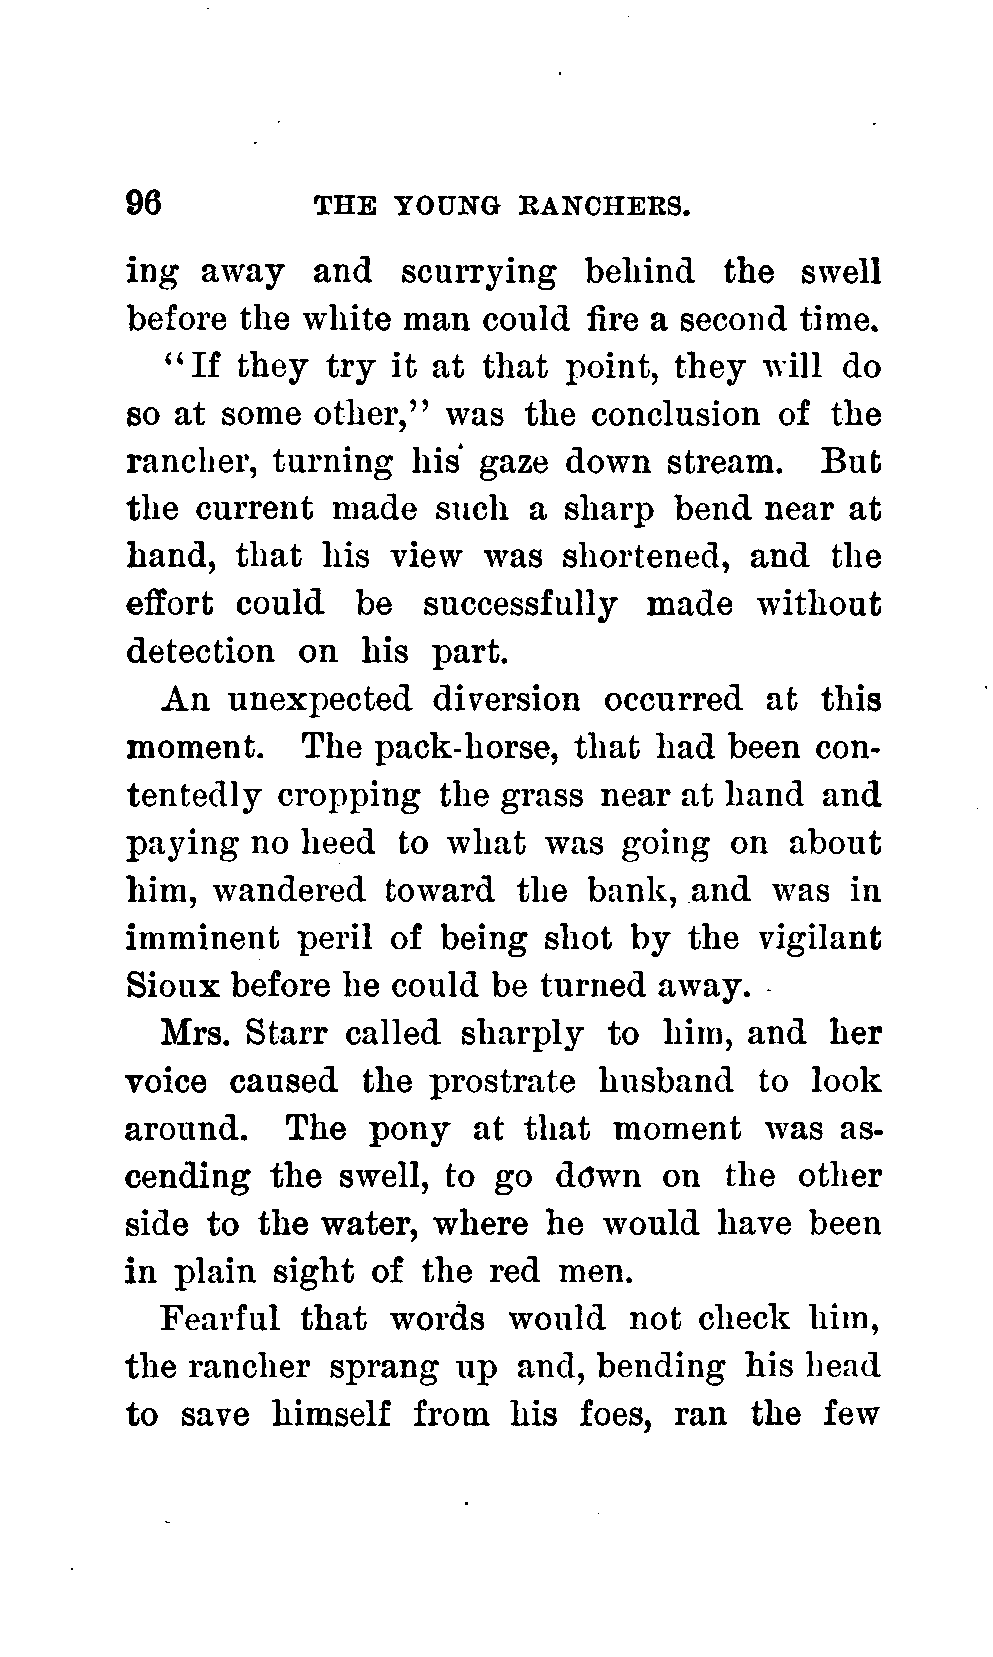 96 THE YOUNG RANCHERS.
ing away and scurrying behind the swell
before the white man could fire a second time.
“If they try it at that point, they will do
so at some other,” was the conclusion of the
rancher, turning his gaze down stream. But
the current made such a sharp bend near at
hand, that his view was shortened, and the
effort could be successfully made without
detection on his part.
An unexpected diversion occurred at this
moment. The pack-horse, that had been con-
tentedly cropping the grass near at hand and
paying no heed to what was going on about
him, wandered toward the bank, and was in
imminent peril of being shot by the vigilant
Sioux before he could be turned away.
Mrs. Starr called sharply to him, and her
voice caused the prostrate husband to look
around. The pony at that moment was as-
cending the swell, to go down on the other
side to the water, where he would have been
in plain sight of the red men.
Fearful that words would not check him,
the rancher sprang up and, bending his head
to save himself from his foes, ran the few